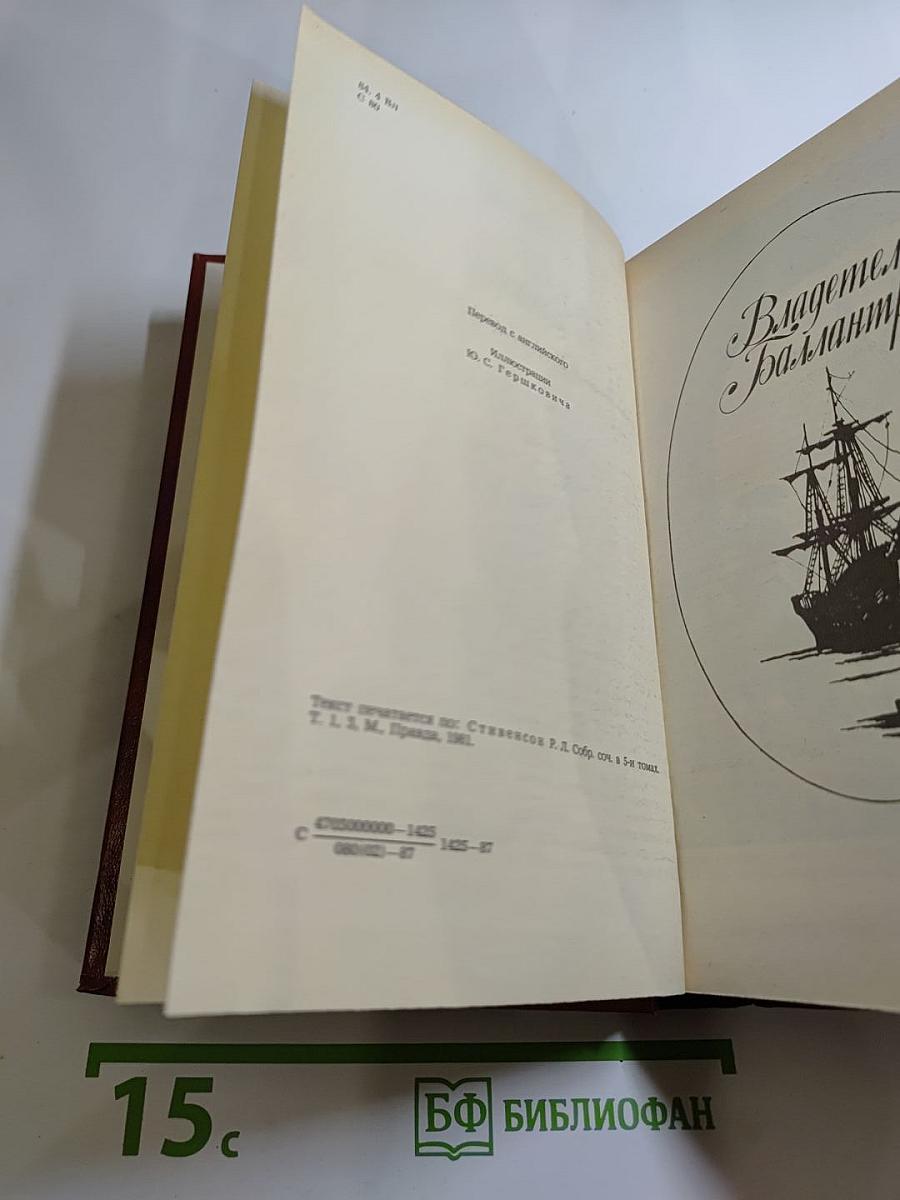 84. 4 Вл
С 80
Перевод с английского
Иллюстрации
Ю. С. Гершковича
Текст печатается по: Стивенсон Р. Л. Собр. соч. в 5-и томах.
Т. 1, 3, М., Правда, 1981.
С 4703000000—1425
080(02)—87
1425—87
Владетел
Баллантр
15 с
БФ БИБЛИОФАН